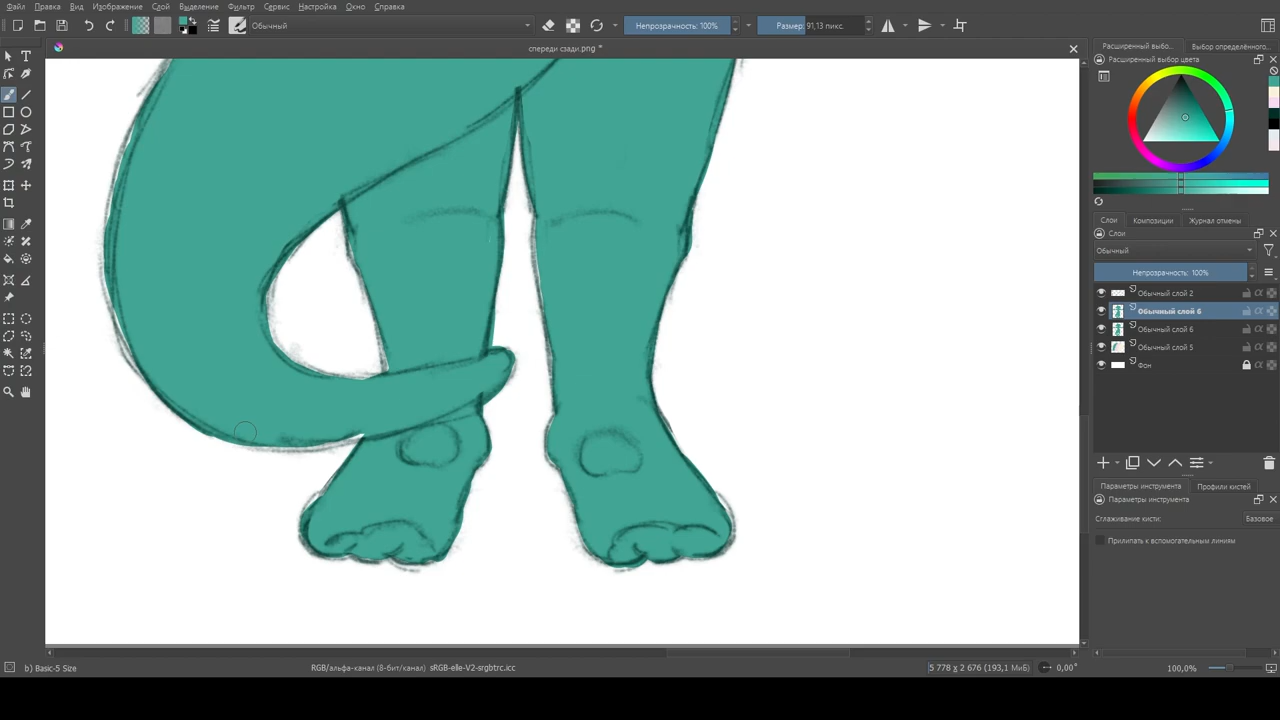 Файл Вид Изображение Слой Выделение Фильтр Сервис Настройка Окно Справка
Обычный Непрозрачность: 100% Размер: 91,13 пикс.
спереди сзади.png *
Расширенный выбо... Выбор определённого...
Расширенный выбор цвета
Слои Композиции Журнал отмены
Слои
Обычный
Непрозрачность: 100%
Обычный слой 2
Обычный слой 6
Обычный слой 6
Обычный слой 5
Фон
Параметры инструмента Профили кистей
Параметры инструмента
Сглаживание кисти: Базовое
Прилипать к вспомогательным линиям
b) Basic-5 Size RGB/альфа-канал (8-бит/канал) sRGB-elle-V2-srgbtrc.icc 5 778 x 2 676 (193,1 МиБ) 0,00° 100,0%